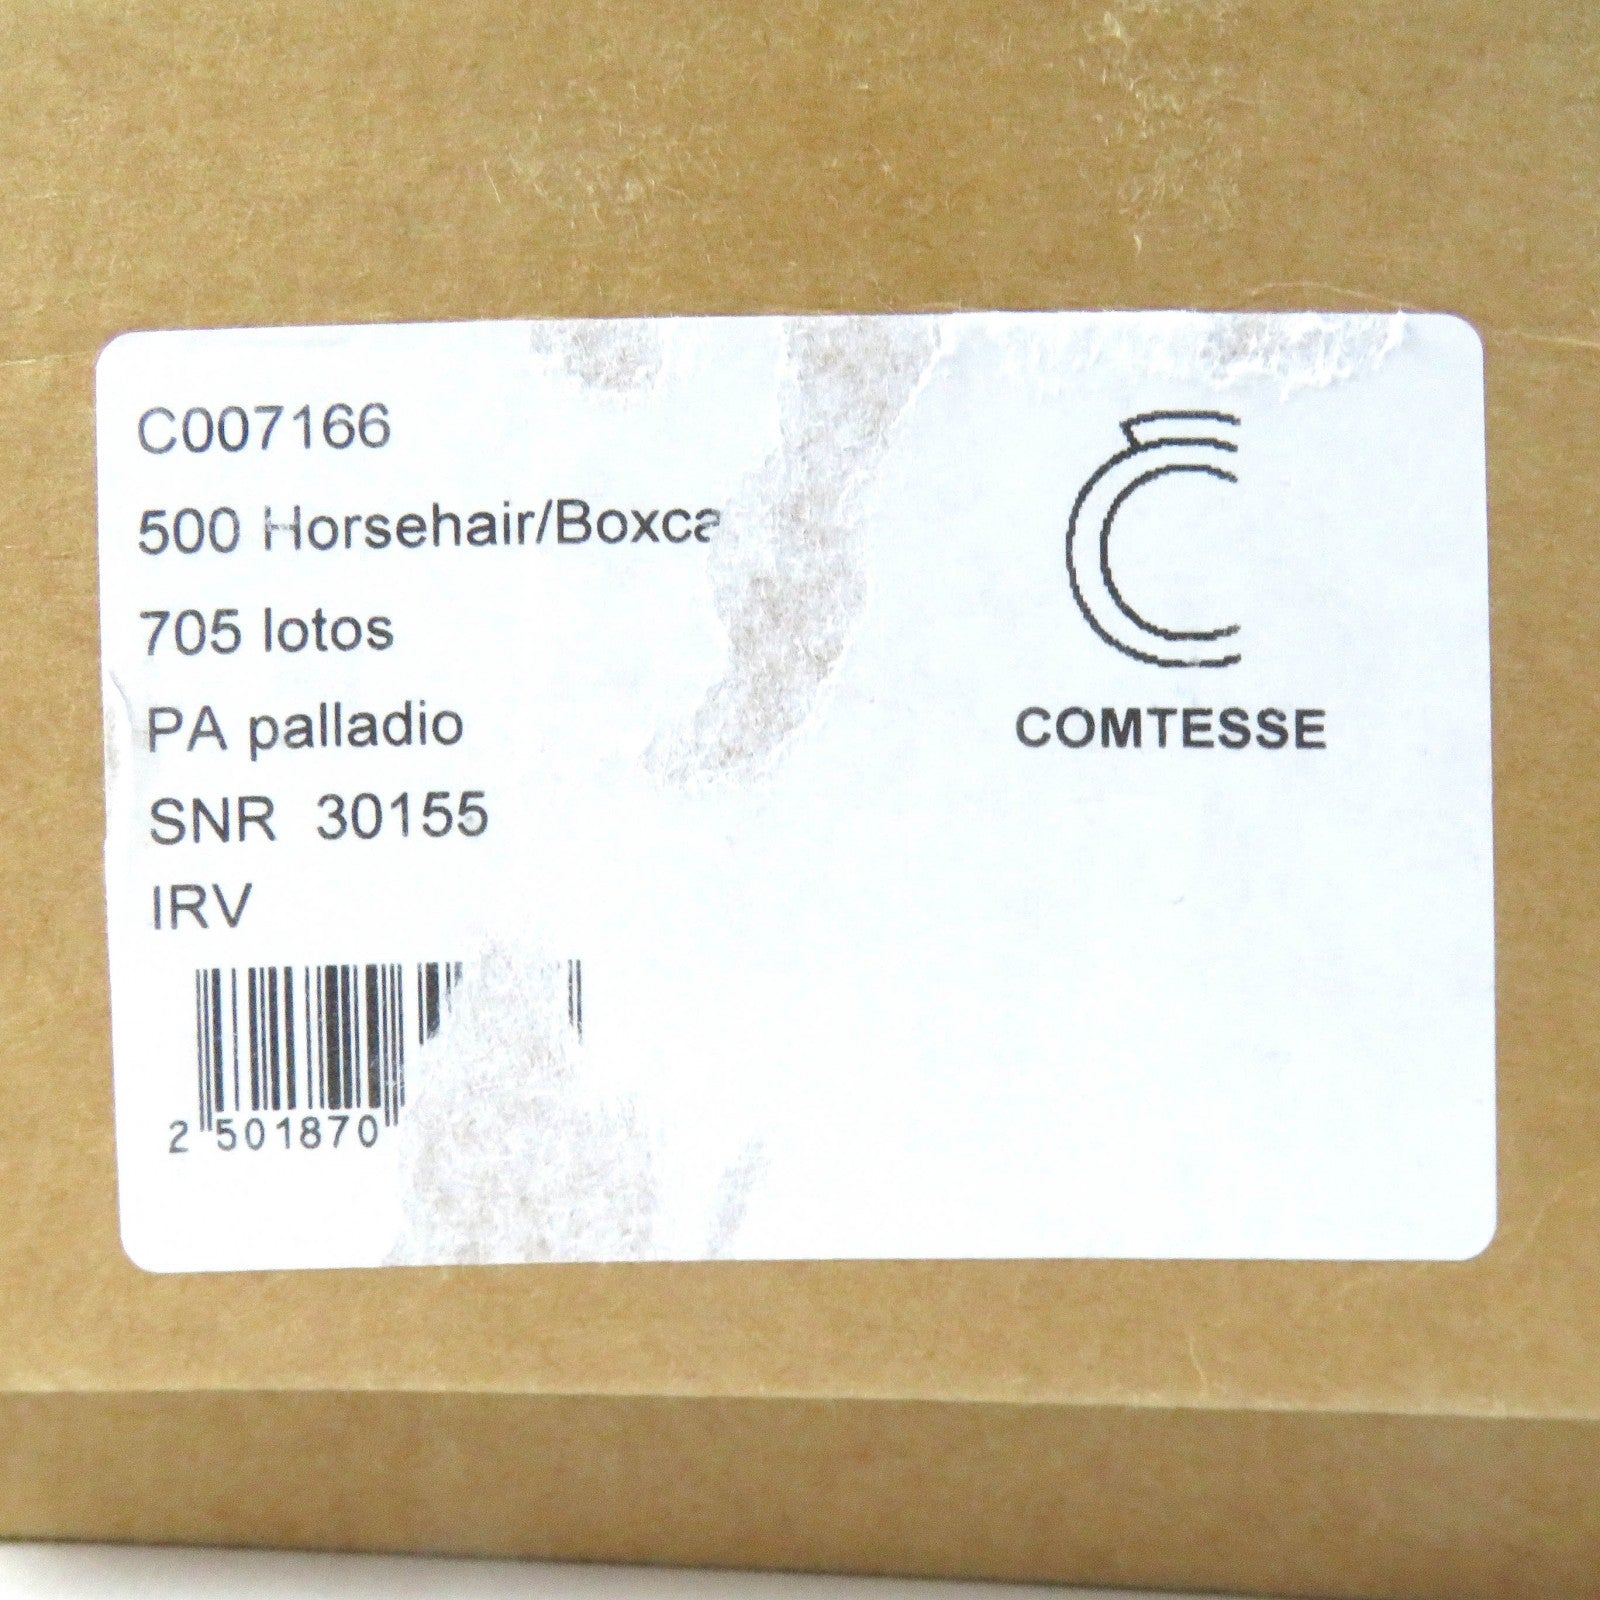 C007166
500 Horsehair/Boxca
705 lotos
PA palladio
SNR 30155
IRV
2 501870
COMTESSE